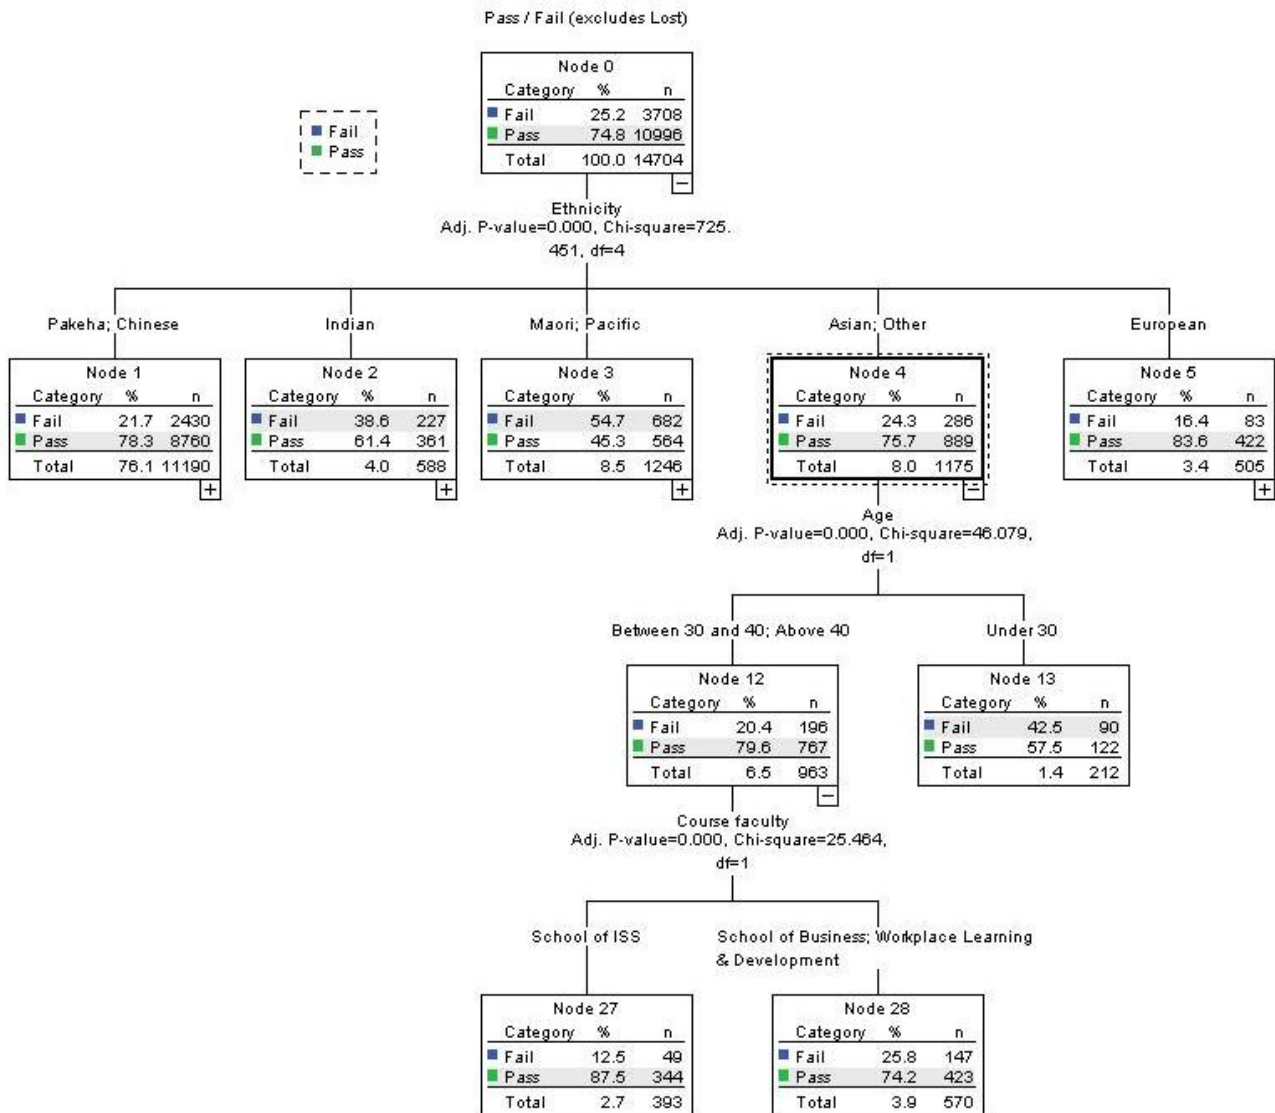 Pass / Fail (excludes Lost)
Fail
Pass
Node 0
Category % n
Fail 25.2 3708
Pass 74.8 10996
Total 100.0 14704
Ethnicity
Adj. P-value=0.000, Chi-square=725.
451, df=4
Pakeha; Chinese
Node 1
Category % n
Fail 21.7 2430
Pass 78.3 8760
Total 76.1 11190
Indian
Node 2
Category % n
Fail 38.6 227
Pass 61.4 361
Total 4.0 588
Maori; Pacific
Node 3
Category % n
Fail 54.7 682
Pass 45.3 564
Total 8.5 1246
Asian; Other
Node 4
Category % n
Fail 24.3 286
Pass 75.7 889
Total 8.0 1175
European
Node 5
Category % n
Fail 16.4 83
Pass 83.6 422
Total 3.4 505
Age
Adj. P-value=0.000, Chi-square=46.079,
df=1
Between 30 and 40; Above 40
Node 12
Category % n
Fail 20.4 196
Pass 79.6 767
Total 6.5 963
Under 30
Node 13
Category % n
Fail 42.5 90
Pass 57.5 122
Total 1.4 212
Course faculty
Adj. P-value=0.000, Chi-square=25.464,
df=1
School of ISS
Node 27
Category % n
Fail 12.5 49
Pass 87.5 344
Total 2.7 393
School of Business; Workplace Learning
& Development
Node 28
Category % n
Fail 25.8 147
Pass 74.2 423
Total 3.9 570